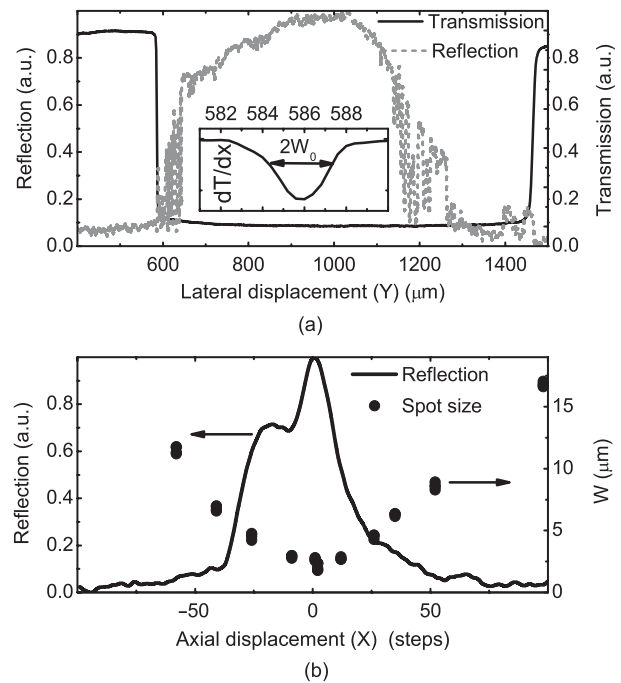 Transmission
Reflection
Reflection (a.u.)
0.8
0.6
0.4
0.2
0.0
582 584 586 588
2W0
dT/dx
0.8
0.6
0.4
0.2
0.0
Transmission (a.u.)
600 800 1000 1200 1400
Lateral displacement (Y) (μm)
(a)
Reflection
Spot size
Reflection (a.u.)
0.8
0.6
0.4
0.2
0.0
15
10
5
0
W (μm)
−50 0 50
Axial displacement (X) (steps)
(b)